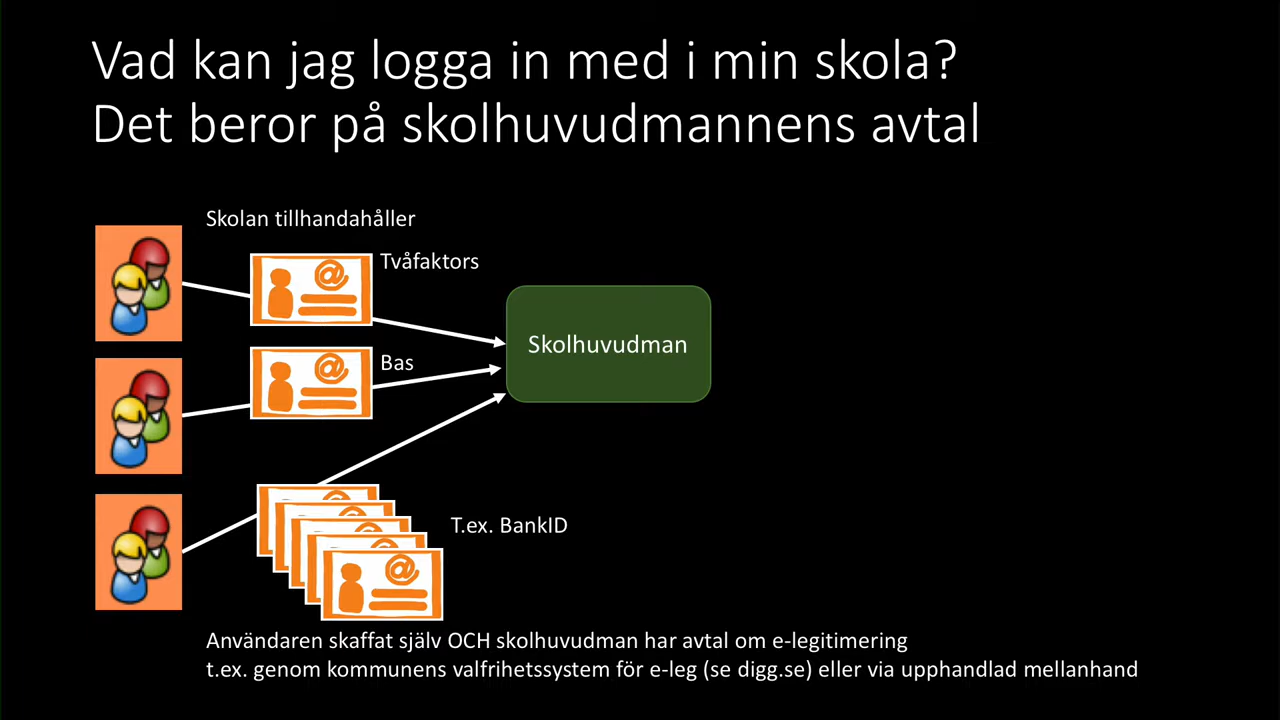 Vad kan jag logga in med i min skola?
Det beror på skolhuvudmannens avtal
Skolan tillhandahåller
Tvåfaktors
Skolhuvudman
Bas
T.ex. BankID
Användaren skaffat själv OCH skolhuvudman har avtal om e-legitimering
t.ex. genom kommunens valfrihetssystem för e-leg (se digg.se) eller via upphandlad mellanhand